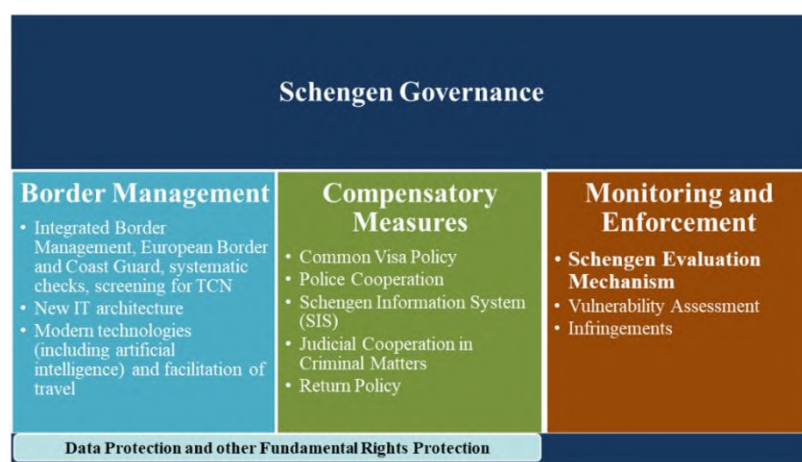 Schengen Governance
Border Management
• Integrated Border
Management, European Border
and Coast Guard, systematic
checks, screening for TCN
• New IT architecture
• Modern technologies
(including artificial
intelligence) and facilitation of
travel
Compensatory
Measures
• Common Visa Policy
• Police Cooperation
• Schengen Information System
(SIS)
• Judicial Cooperation in
Criminal Matters
• Return Policy
Monitoring and
Enforcement
• Schengen Evaluation
Mechanism
• Vulnerability Assessment
• Infringements
Data Protection and other Fundamental Rights Protection